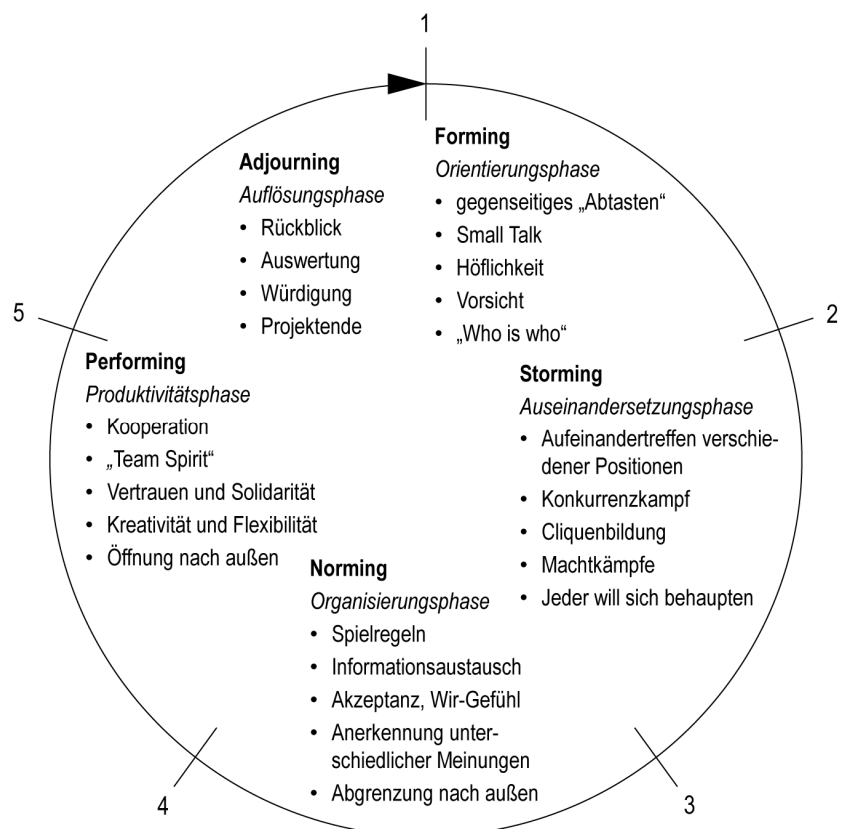 1
Forming
Orientierungsphase
• gegenseitiges „Abtasten“
• Small Talk
• Höflichkeit
• Vorsicht
• „Who is who“
2
Storming
Auseinandersetzungsphase
• Aufeinandertreffen verschie-
dener Positionen
• Konkurrenzkampf
• Cliquenbildung
• Machtkämpfe
• Jeder will sich behaupten
3
Norming
Organisierungsphase
• Spielregeln
• Informationsaustausch
• Akzeptanz, Wir-Gefühl
• Anerkennung unter-
schiedlicher Meinungen
• Abgrenzung nach außen
4
Performing
Produktivitätsphase
• Kooperation
• „Team Spirit“
• Vertrauen und Solidarität
• Kreativität und Flexibilität
• Öffnung nach außen
5
Adjourning
Auflösungsphase
• Rückblick
• Auswertung
• Würdigung
• Projektende